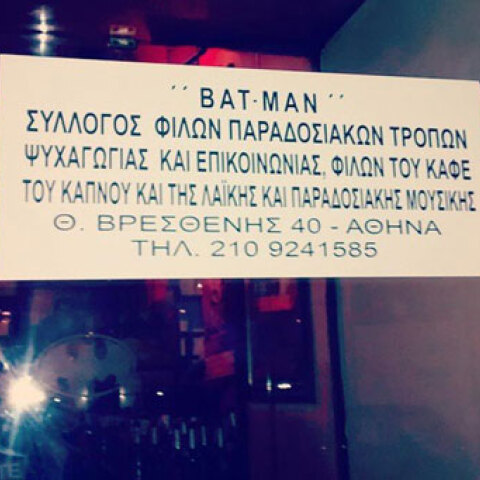 ´´ BAT·MAN ´´
ΣΥΛΛΟΓΟΣ ΦΙΛΩΝ ΠΑΡΑΔΟΣΙΑΚΩΝ ΤΡΟΠΩΝ
ΨΥΧΑΓΩΓΙΑΣ ΚΑΙ ΕΠΙΚΟΙΝΩΝΙΑΣ, ΦΙΛΩΝ ΤΟΥ ΚΑΦΕ
ΤΟΥ ΚΑΠΝΟΥ ΚΑΙ ΤΗΣ ΛΑΪΚΗΣ ΚΑΙ ΠΑΡΑΔΟΣΙΑΚΗΣ ΜΟΥΣΙΚΗΣ
Θ. ΒΡΕΣΘΕΝΗΣ 40 - ΑΘΗΝΑ
ΤΗΛ. 210 9241585